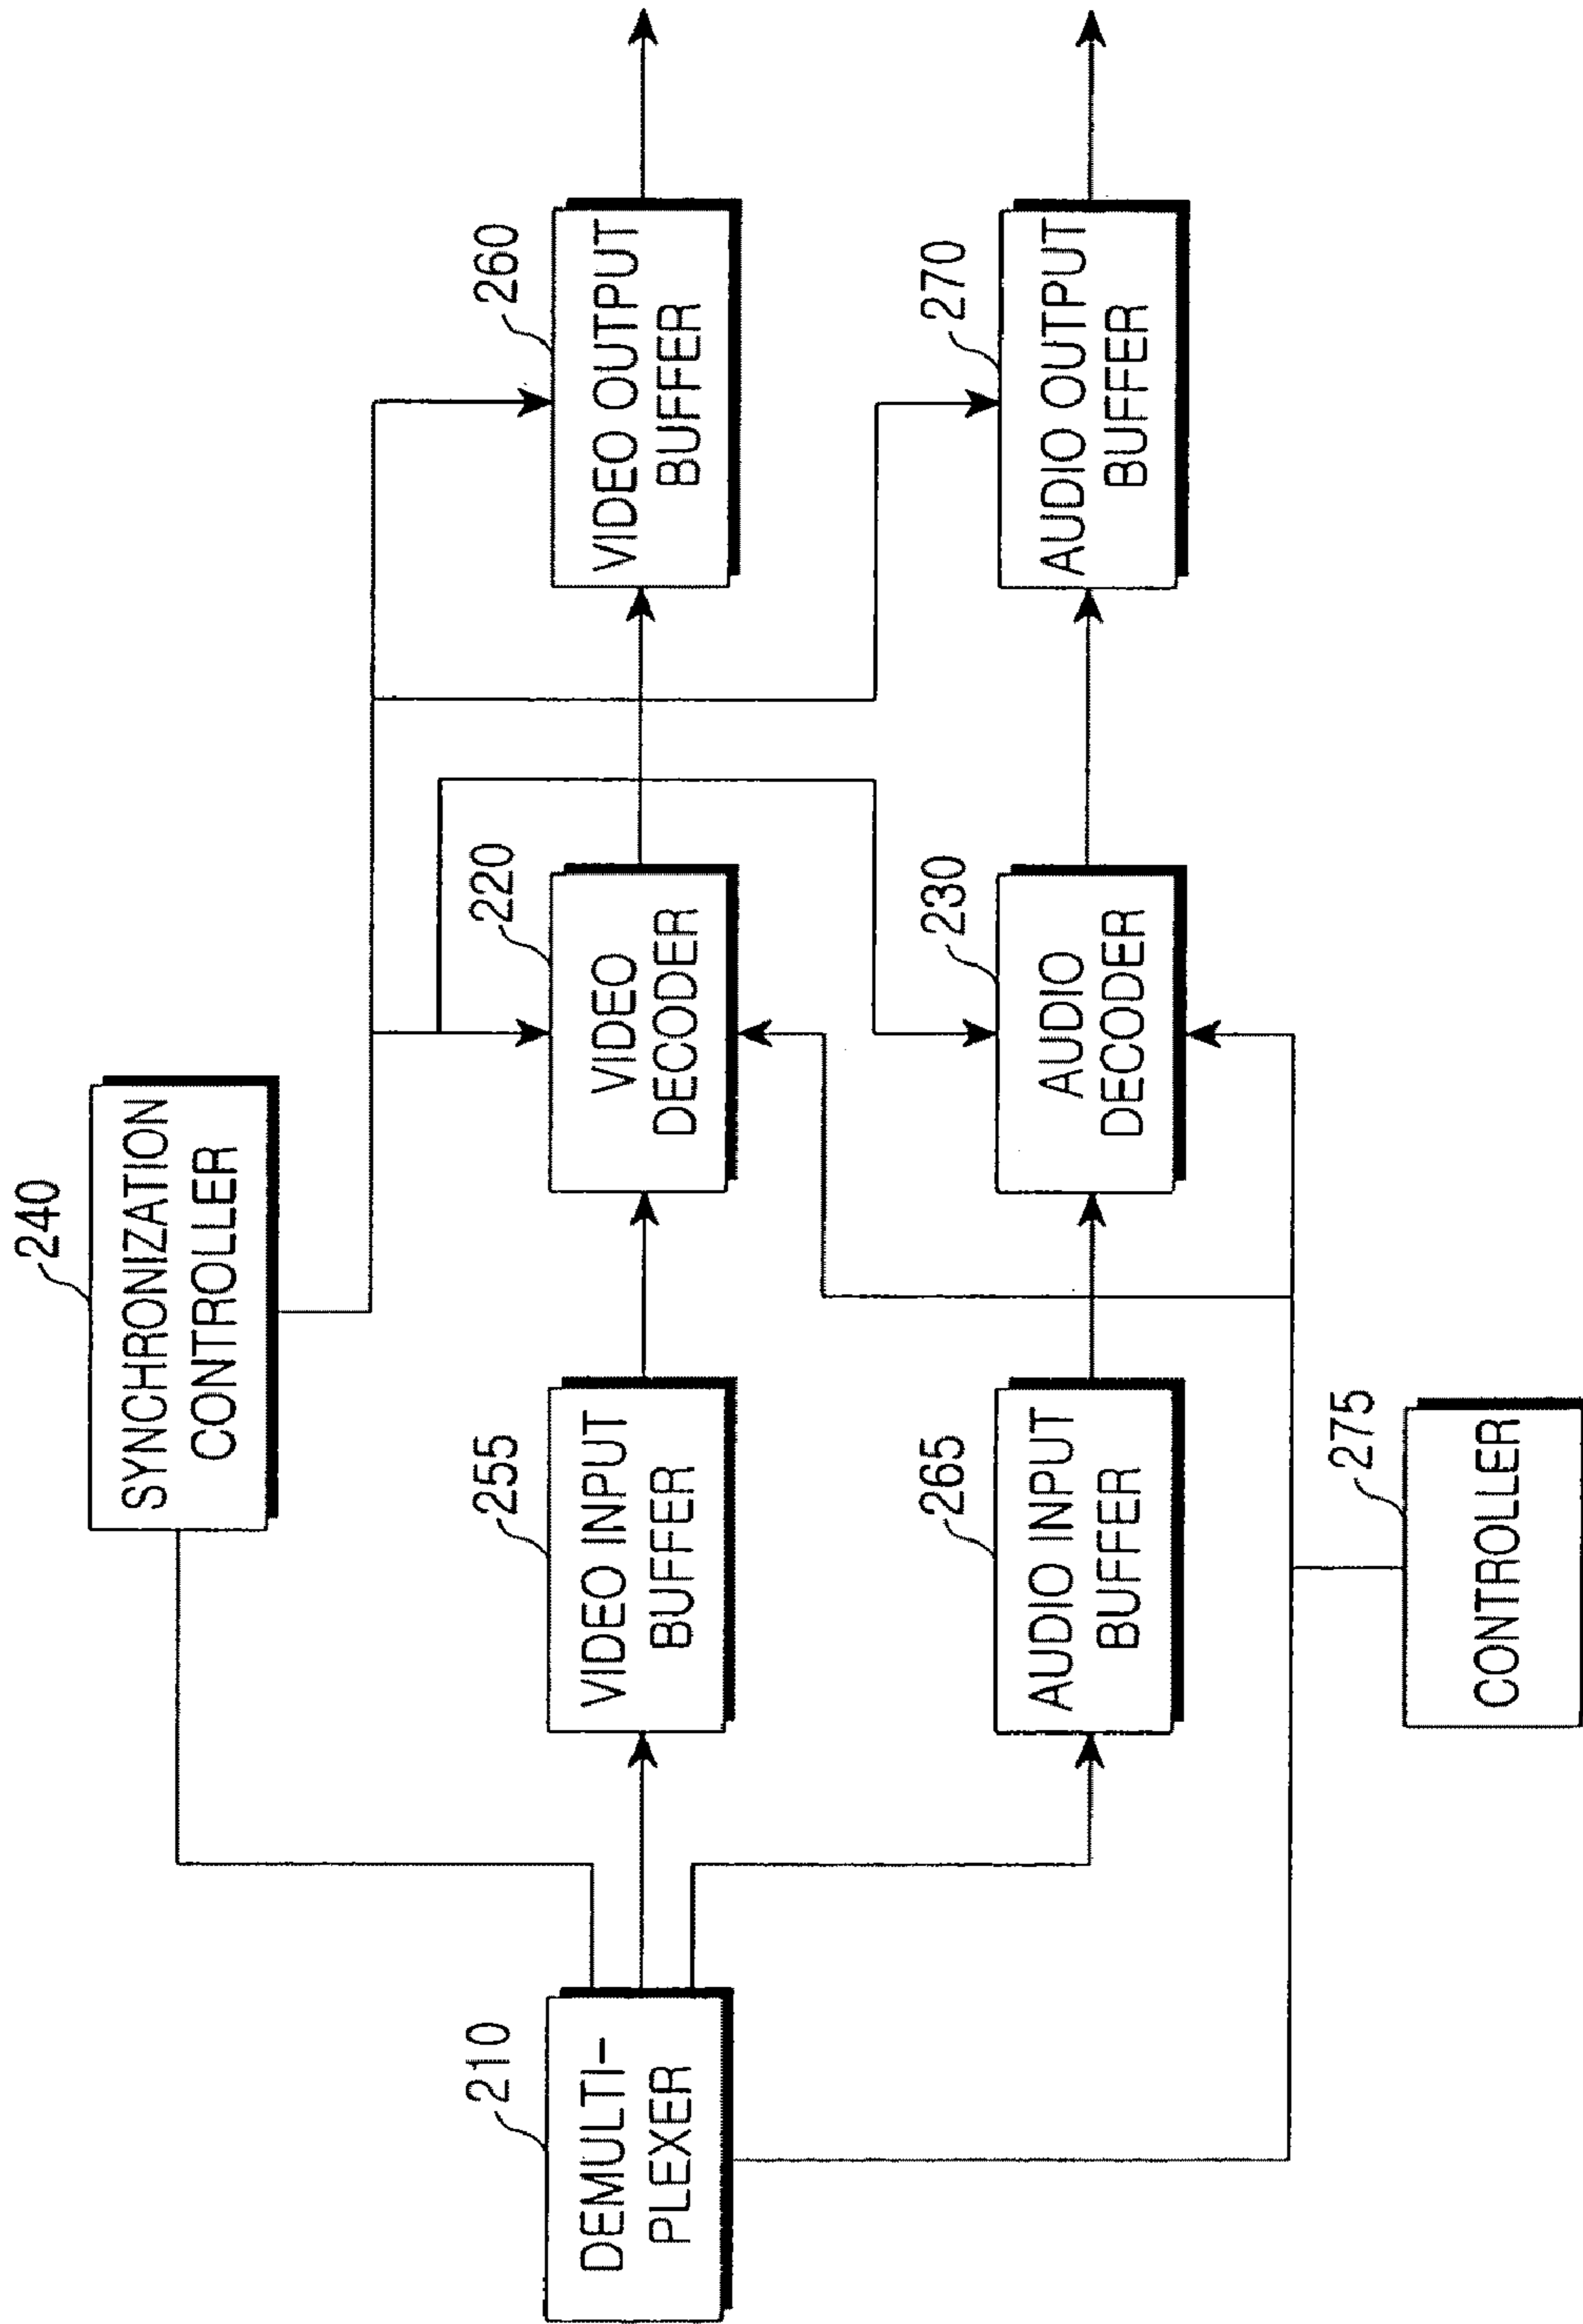 240
SYNCHRONIZATION
CONTROLLER
210
DEMULTI-
PLEXER
255
VIDEO INPUT
BUFFER
220
VIDEO
DECODER
260
VIDEO OUTPUT
BUFFER
265
AUDIO INPUT
BUFFER
230
AUDIO
DECODER
270
AUDIO OUTPUT
BUFFER
275
CONTROLLER